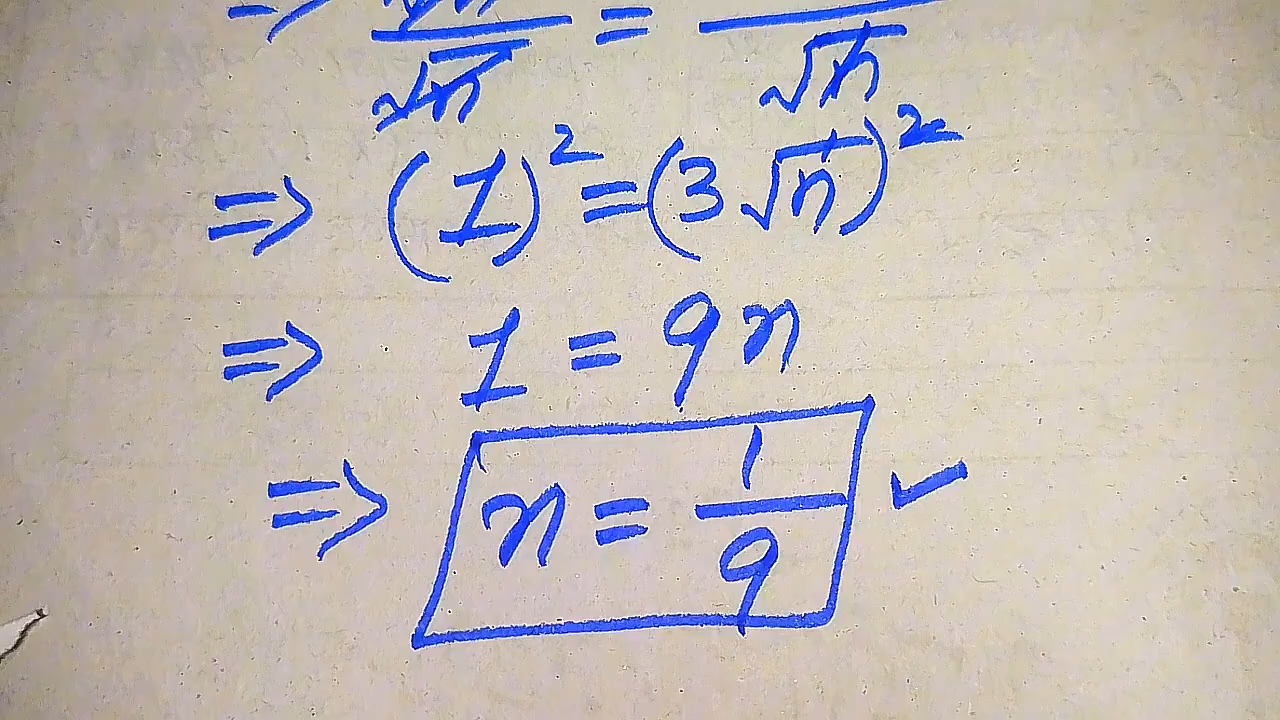 ⇒ —/√n = —/√n
⇒ (1)² = (3√n)²
⇒ 1 = 9n
⇒ n = 1/9 ✓